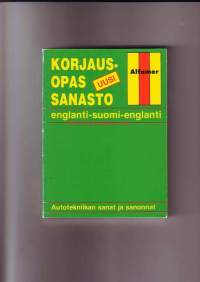 KORJAUS-
OPAS
UUSI
SANASTO
Alfamer
englanti-suomi-englanti
Autotekniikan sanat ja sanonnat